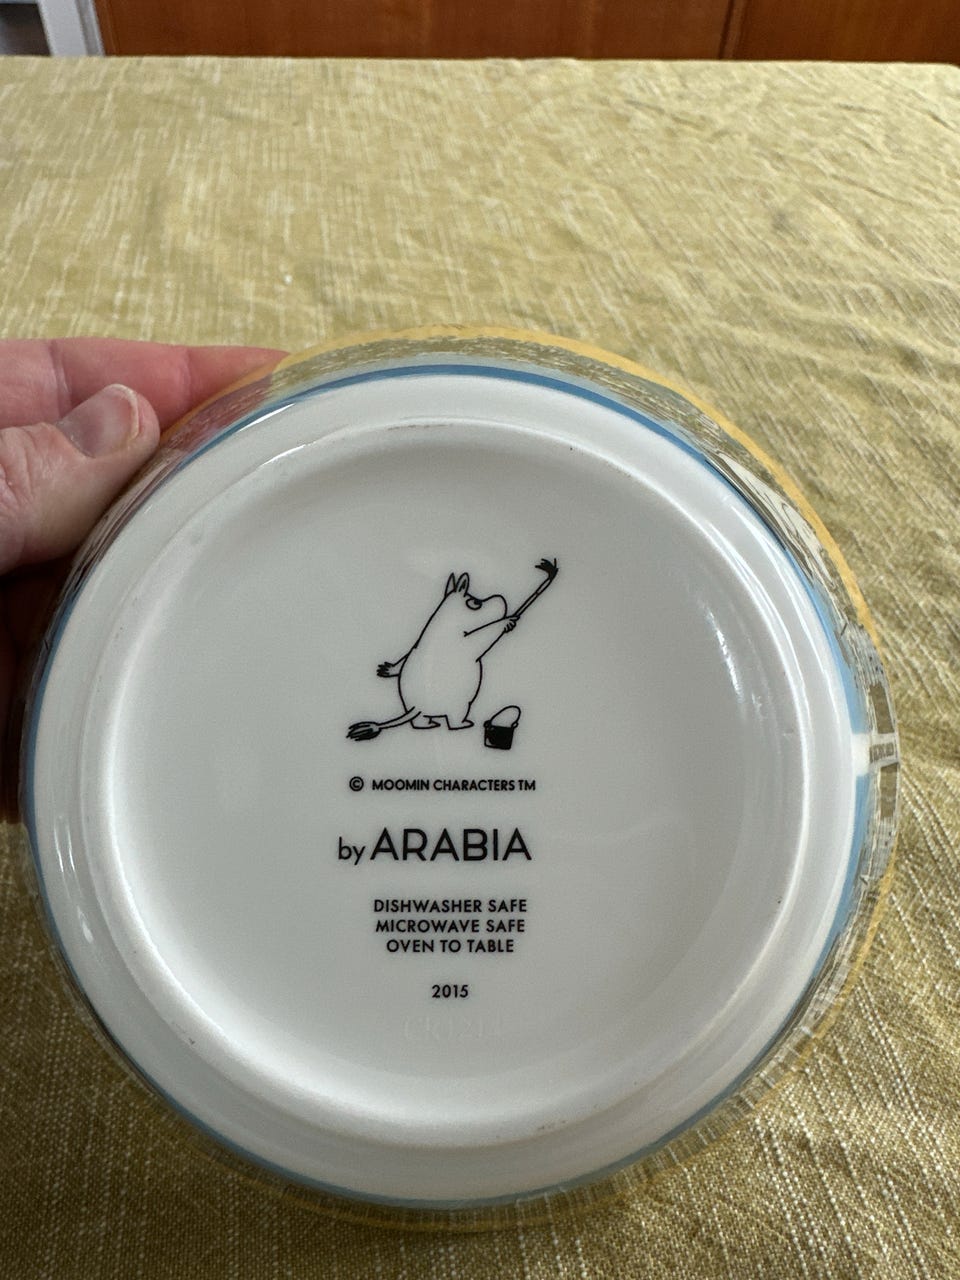 © MOOMIN CHARACTERS TM
by ARABIA
DISHWASHER SAFE
MICROWAVE SAFE
OVEN TO TABLE
2015